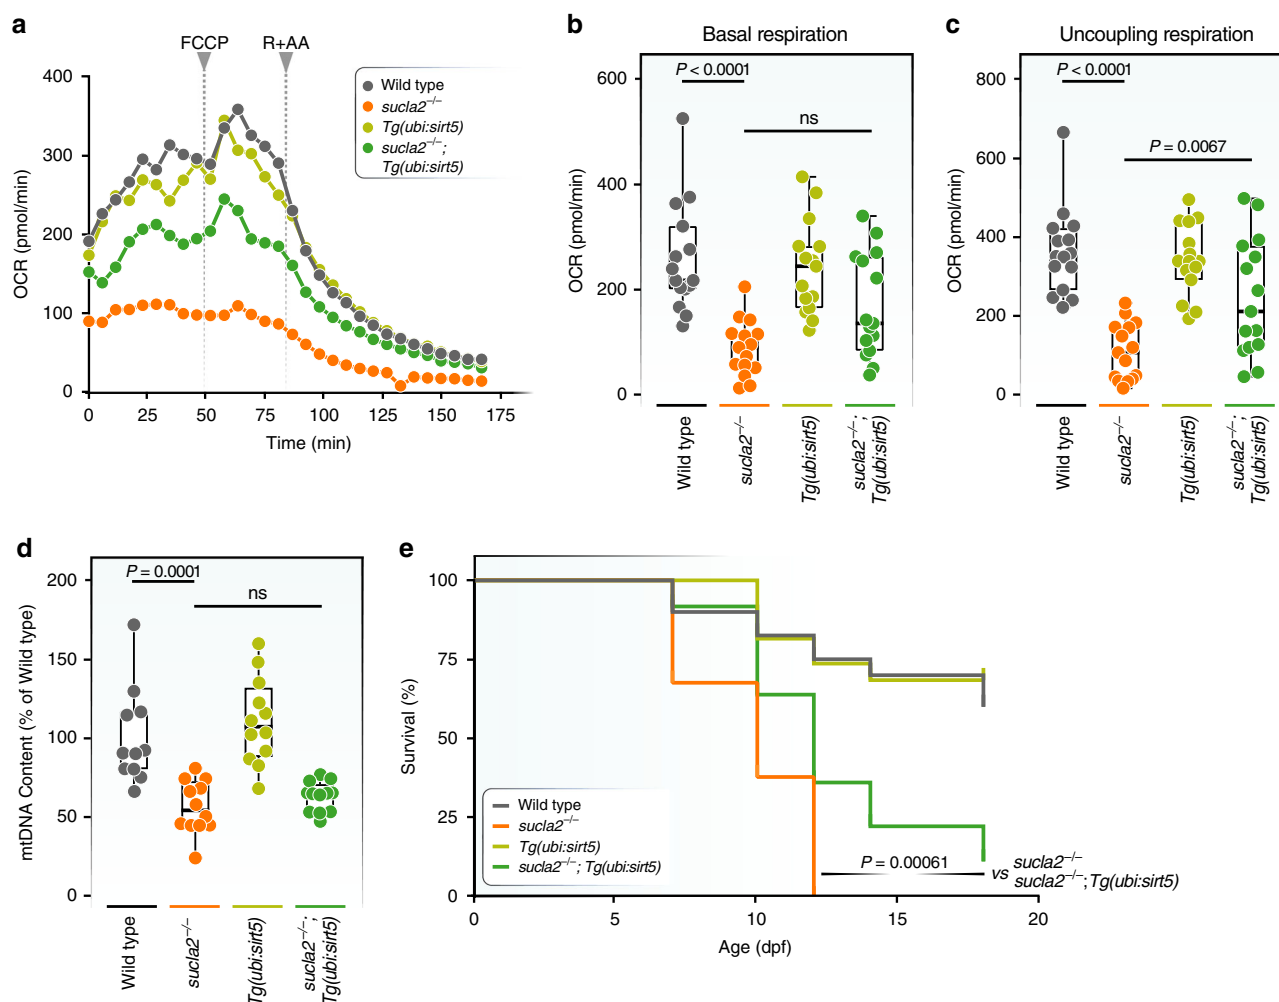 a
FCCP
R+AA
400
300
200
100
0
OCR (pmol/min)
0
25
50
75
100
125
150
175
Time (min)
Wild type
sucla2–/–
Tg(ubi:sirt5)
sucla2–/–;
Tg(ubi:sirt5)
b
Basal respiration
600
400
200
0
OCR (pmol/min)
P < 0.0001
ns
Wild type
sucla2–/–
Tg(ubi:sirt5)
sucla2–/–;
Tg(ubi:sirt5)
c
Uncoupling respiration
800
600
400
200
0
OCR (pmol/min)
P < 0.0001
P = 0.0067
Wild type
sucla2–/–
Tg(ubi:sirt5)
sucla2–/–;
Tg(ubi:sirt5)
d
200
150
100
50
0
mtDNA Content (% of Wild type)
P = 0.0001
ns
Wild type
sucla2–/–
Tg(ubi:sirt5)
sucla2–/–;
Tg(ubi:sirt5)
e
100
75
50
25
0
Survival (%)
Wild type
sucla2–/–
Tg(ubi:sirt5)
sucla2–/–; Tg(ubi:sirt5)
P = 0.00061
vs sucla2–/–
sucla2–/–;Tg(ubi:sirt5)
0
5
10
15
20
Age (dpf)